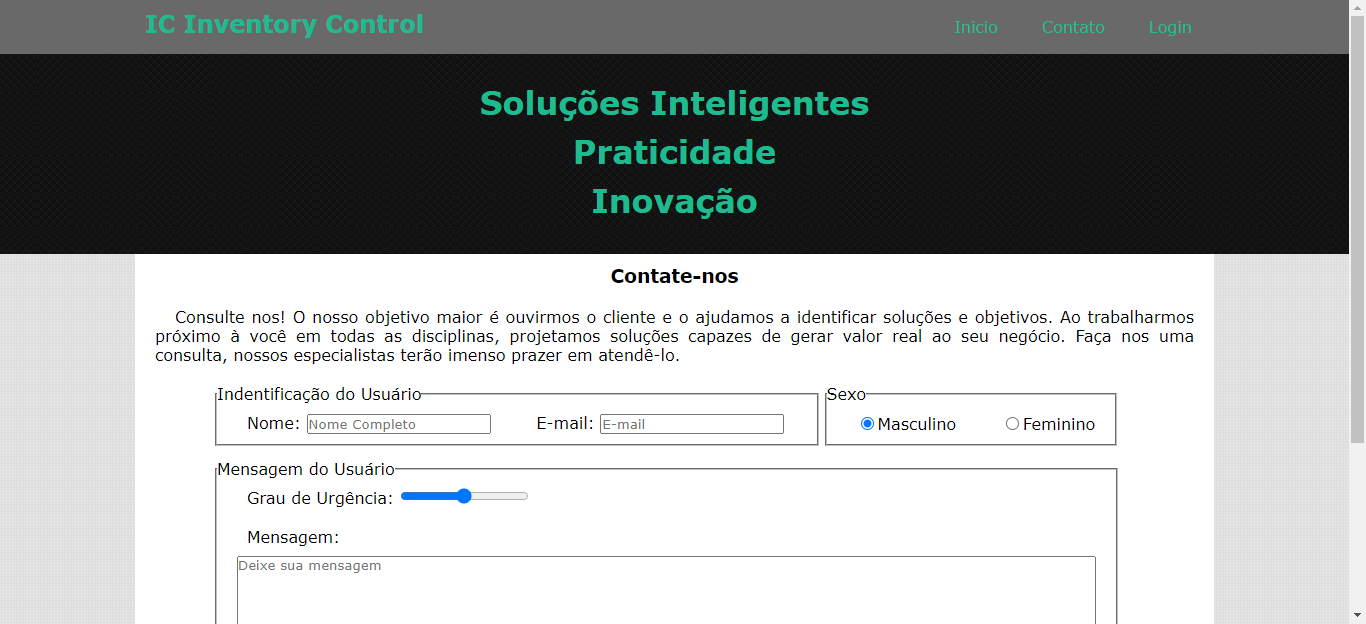 IC Inventory Control
Inicio Contato Login
Soluções Inteligentes
Praticidade
Inovação
Contate-nos
Consulte nos! O nosso objetivo maior é ouvirmos o cliente e o ajudamos a identificar soluções e objetivos. Ao trabalharmos
próximo à você em todas as disciplinas, projetamos soluções capazes de gerar valor real ao seu negócio. Faça nos uma
consulta, nossos especialistas terão imenso prazer em atendê-lo.
Indentificação do Usuário
Nome: Nome Completo E-mail: E-mail
Sexo
Masculino Feminino
Mensagem do Usuário
Grau de Urgência:
Mensagem:
Deixe sua mensagem